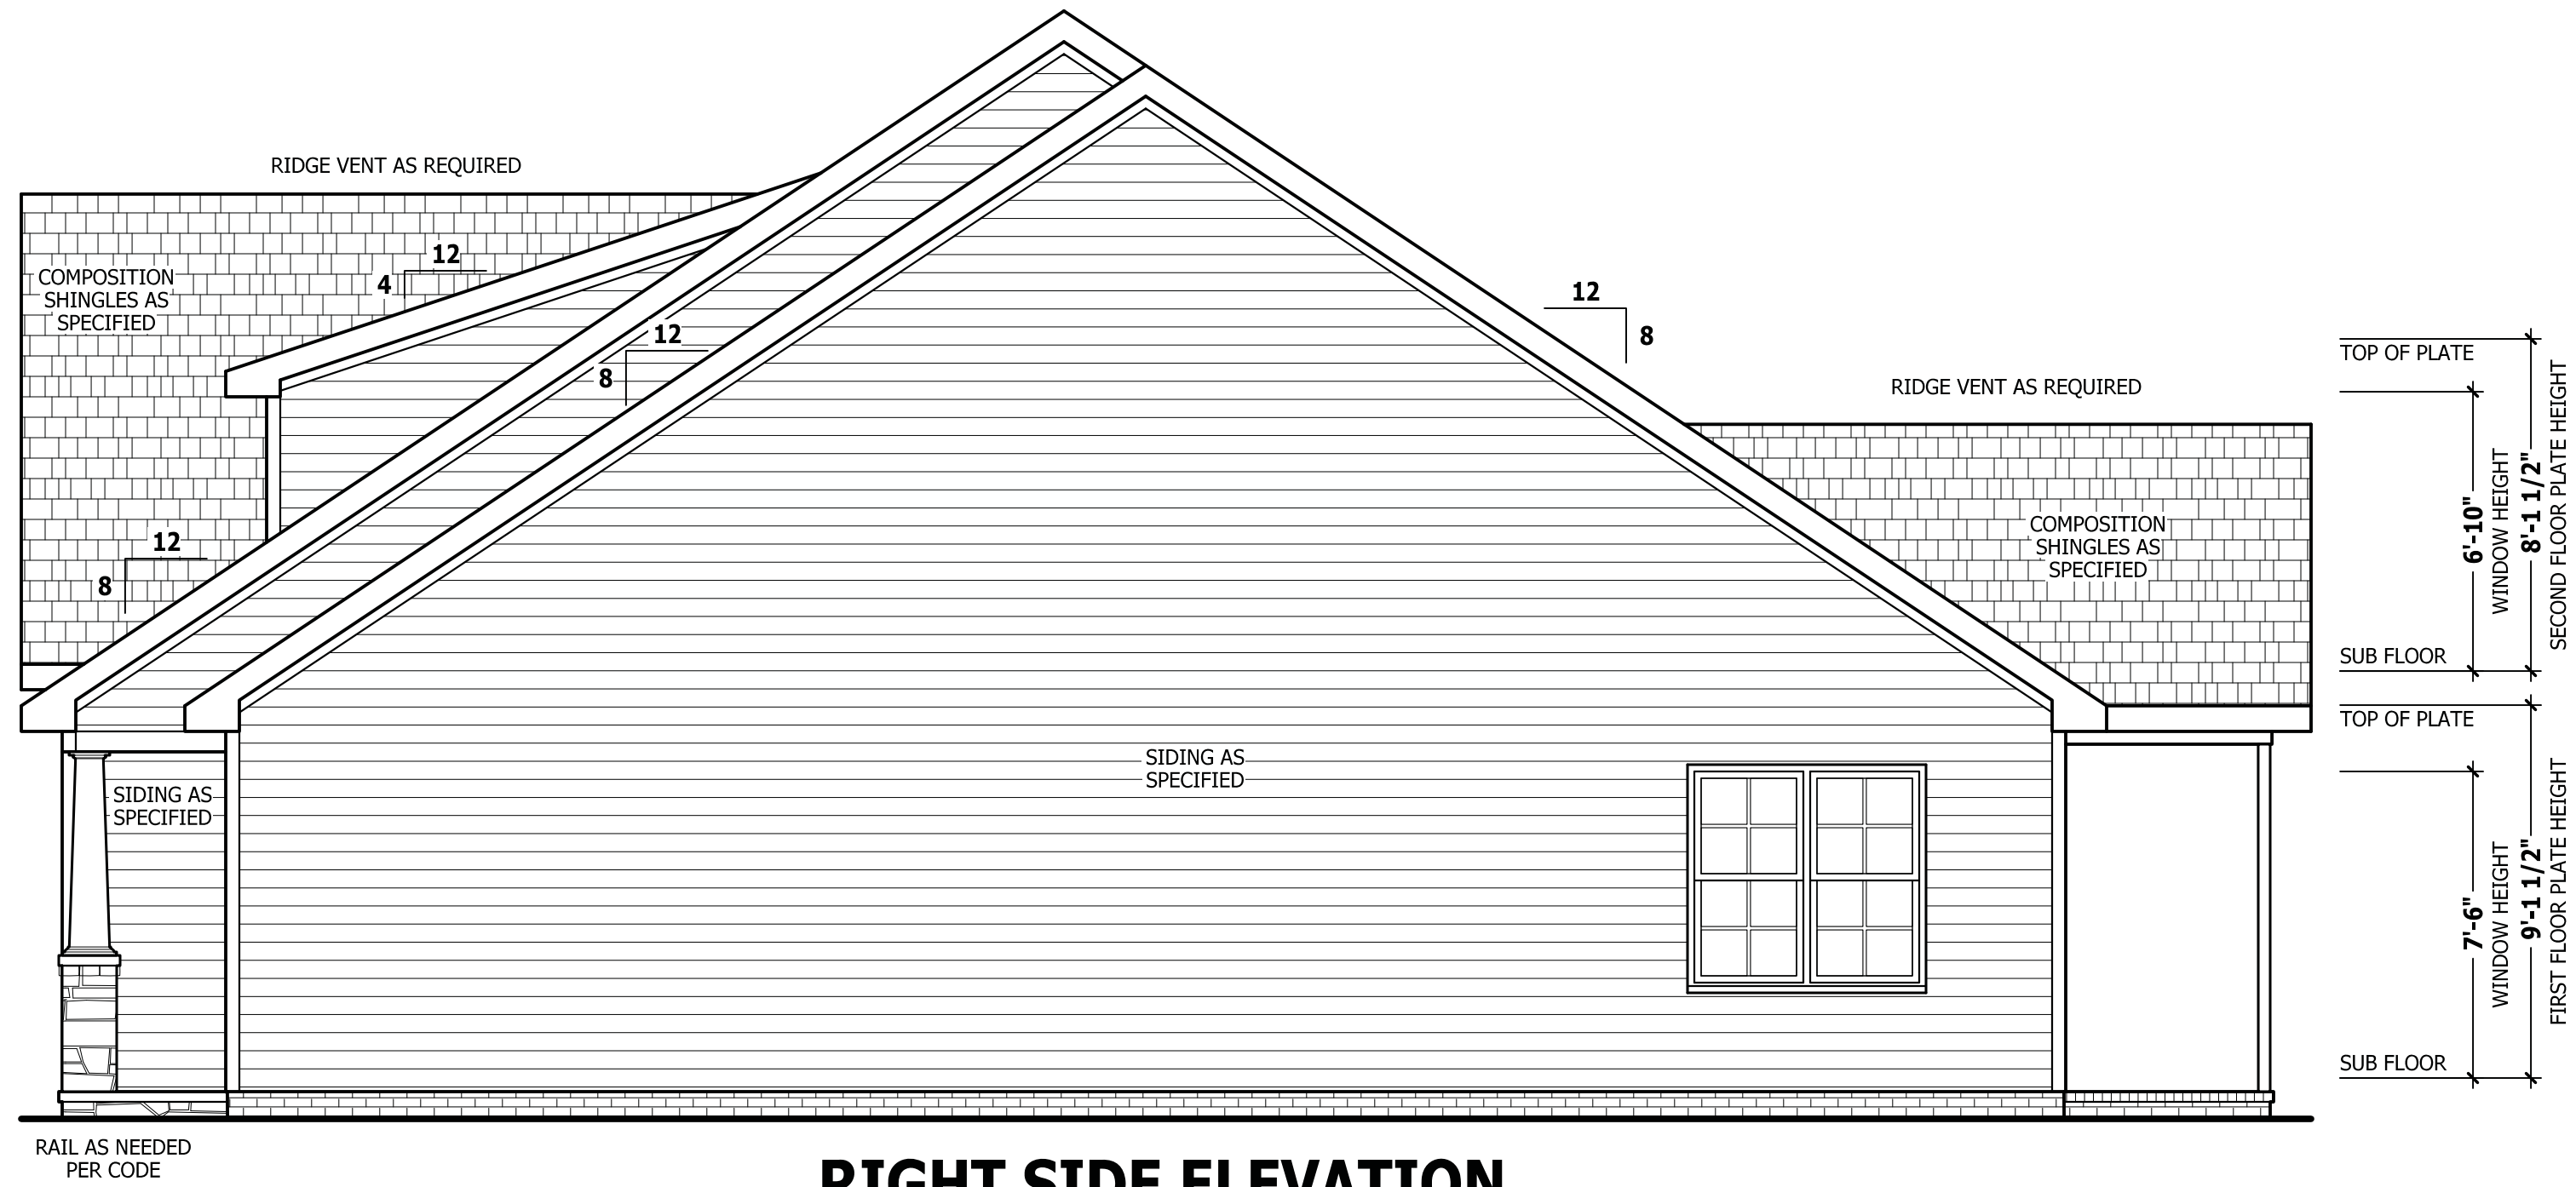 RIDGE VENT AS REQUIRED
12
4
COMPOSITION
SHINGLES AS
SPECIFIED
12
8
12
8
12
8
RIDGE VENT AS REQUIRED
COMPOSITION
SHINGLES AS
SPECIFIED
SIDING AS
SPECIFIED
SIDING AS
SPECIFIED
TOP OF PLATE
6'-10"
WINDOW HEIGHT
8'-1 1/2"
SECOND FLOOR PLATE HEIGHT
SUB FLOOR
TOP OF PLATE
7'-6"
WINDOW HEIGHT
9'-1 1/2"
FIRST FLOOR PLATE HEIGHT
SUB FLOOR
RAIL AS NEEDED
PER CODE
RIGHT SIDE ELEVATION